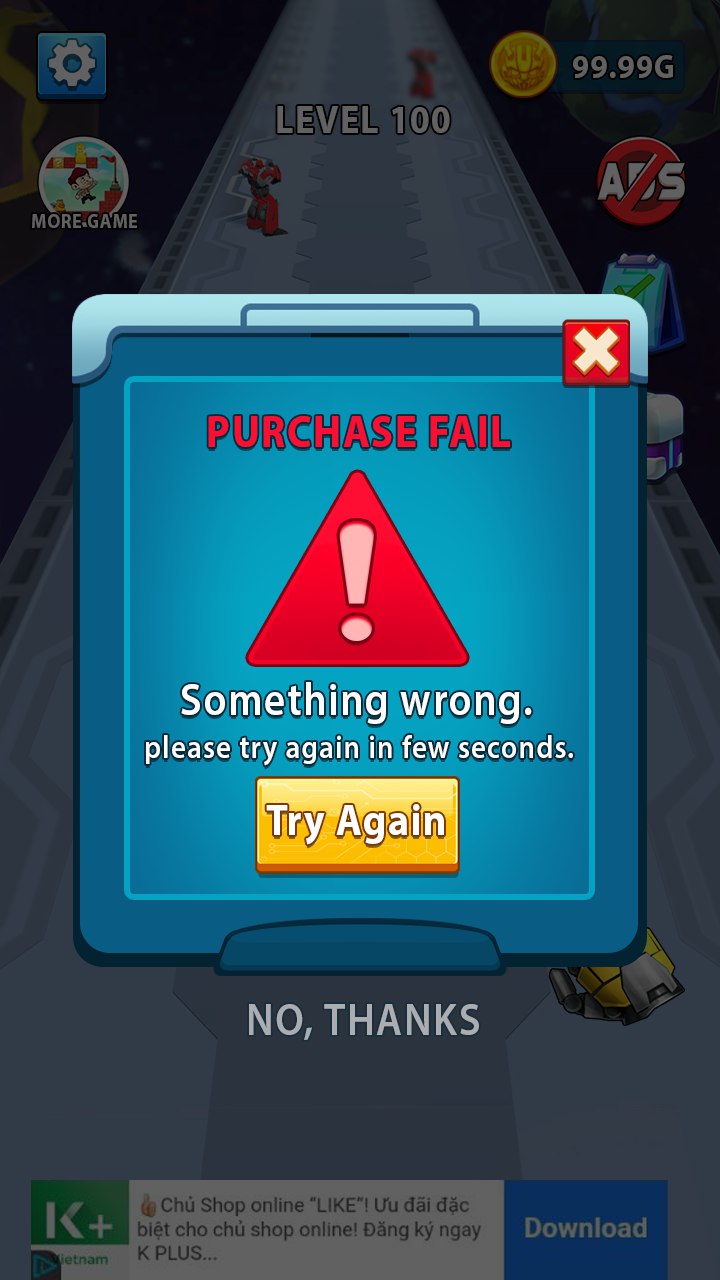 99.99G
LEVEL 100
ADS
MORE GAME
PURCHASE FAIL
!
Something wrong.
please try again in few seconds.
Try Again
NO, THANKS
K+
👍Chủ Shop online “LIKE”! Ưu đãi đặc
biệt cho chủ shop online! Đăng ký ngay
K PLUS...
Download